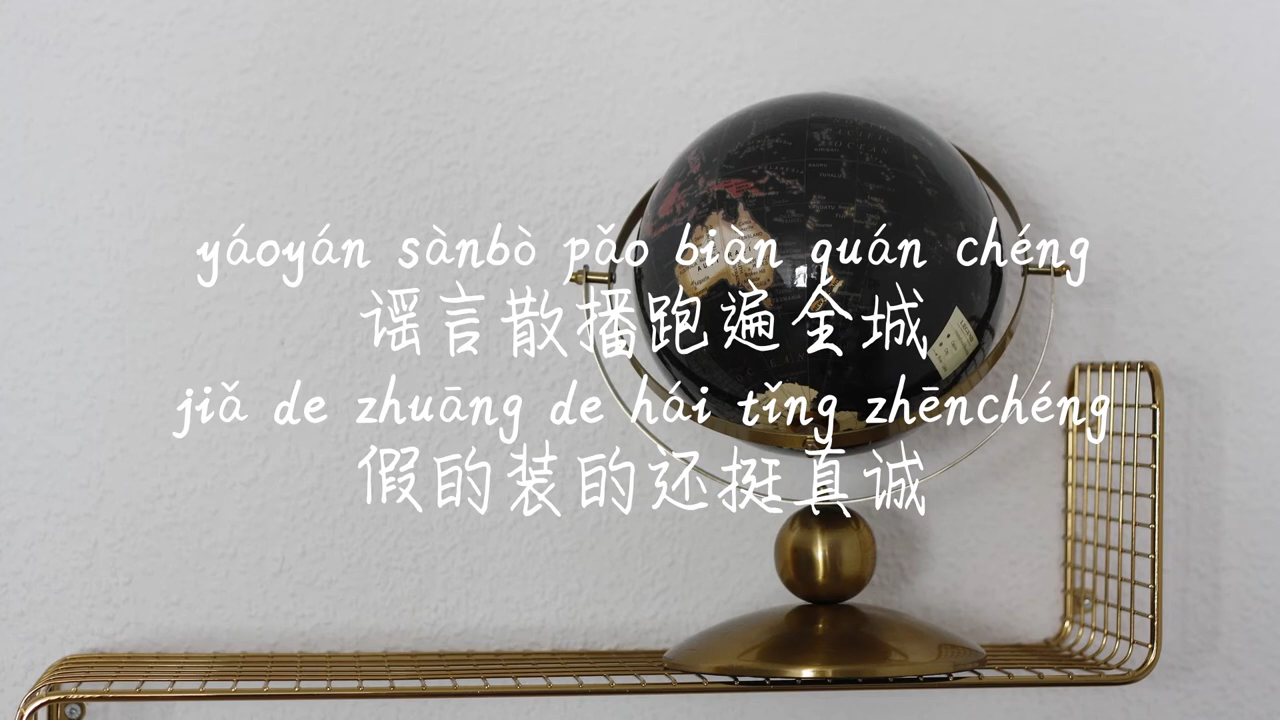 yáoyán sànbò pǎo biàn quán chéng
谣言散播跑遍全城
jiǎ de zhuāng de hái tǐng zhēnchéng
假的装的还挺真诚